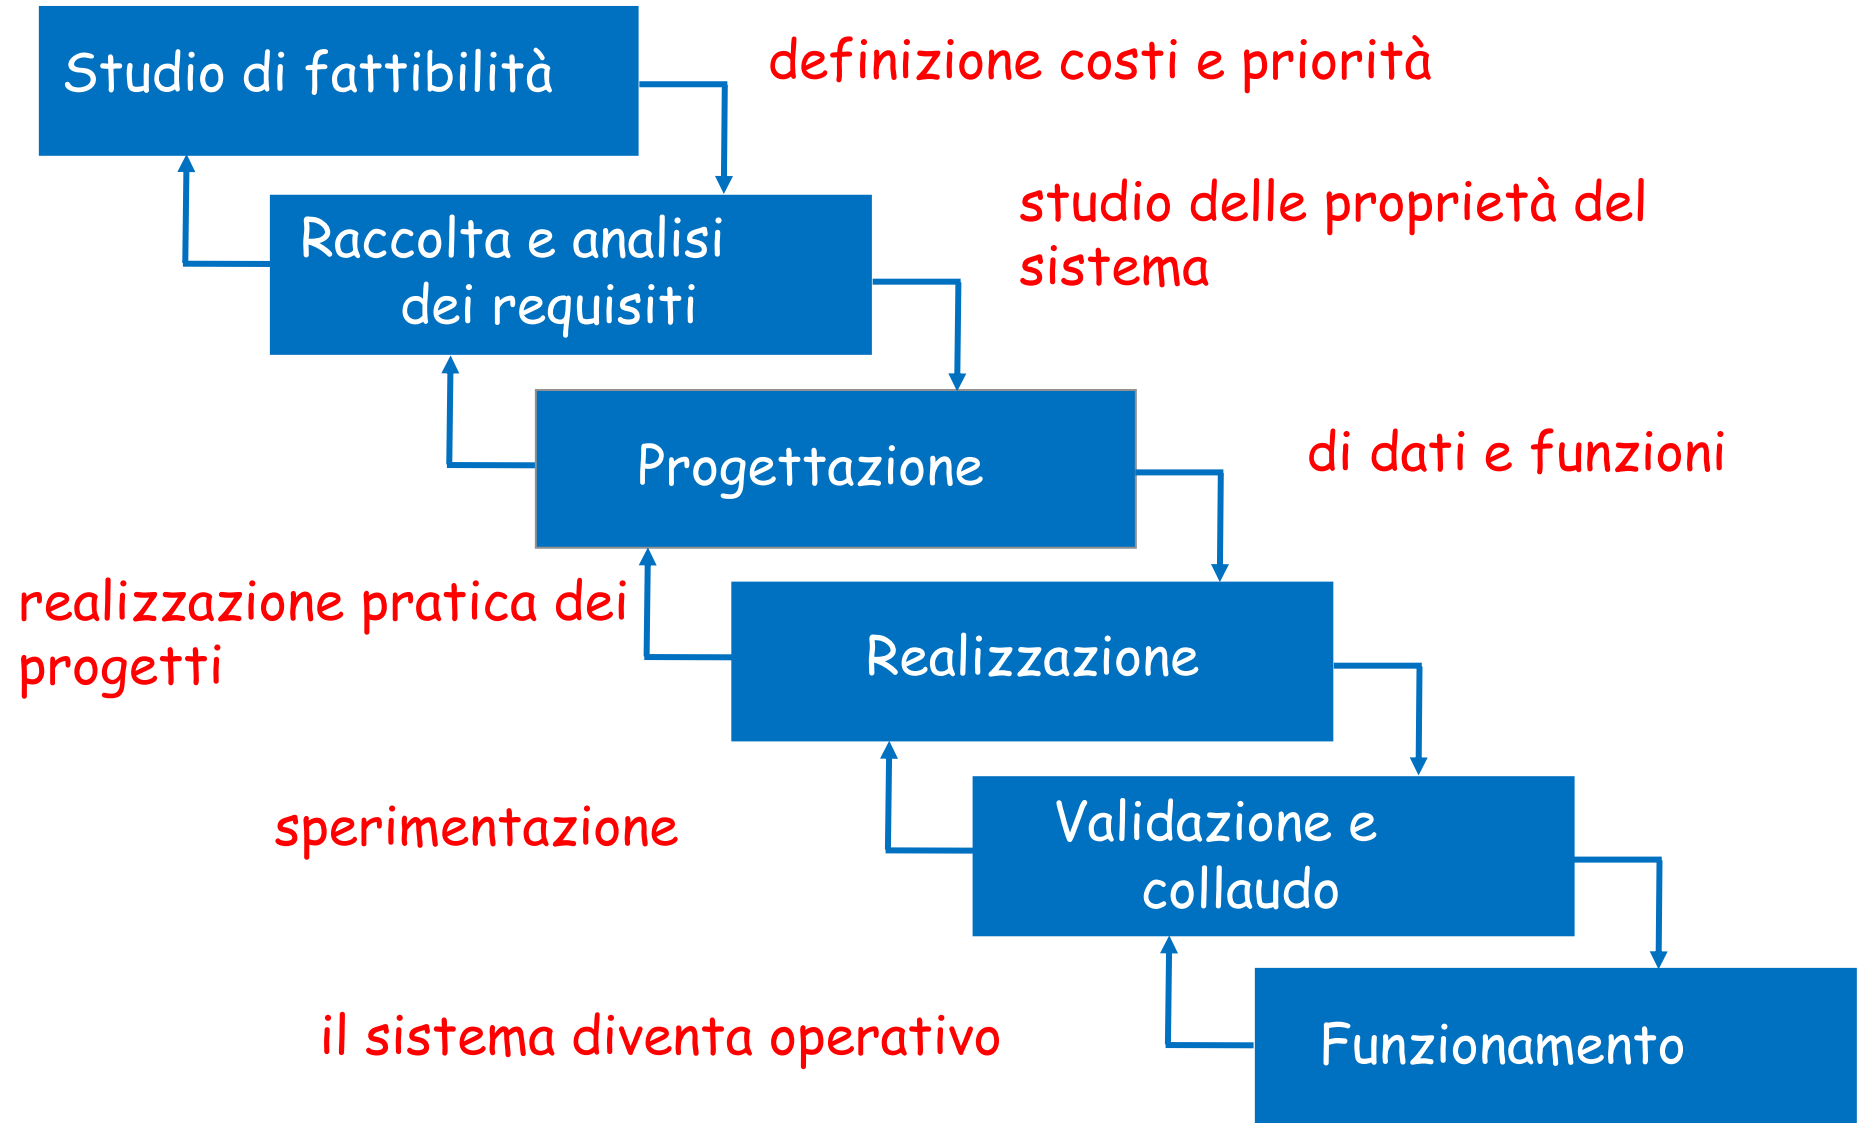 Studio di fattibilità
definizione costi e priorità
Raccolta e analisi
dei requisiti
studio delle proprietà del
sistema
Progettazione
di dati e funzioni
Realizzazione
realizzazione pratica dei
progetti
Validazione e
collaudo
sperimentazione
Funzionamento
il sistema diventa operativo